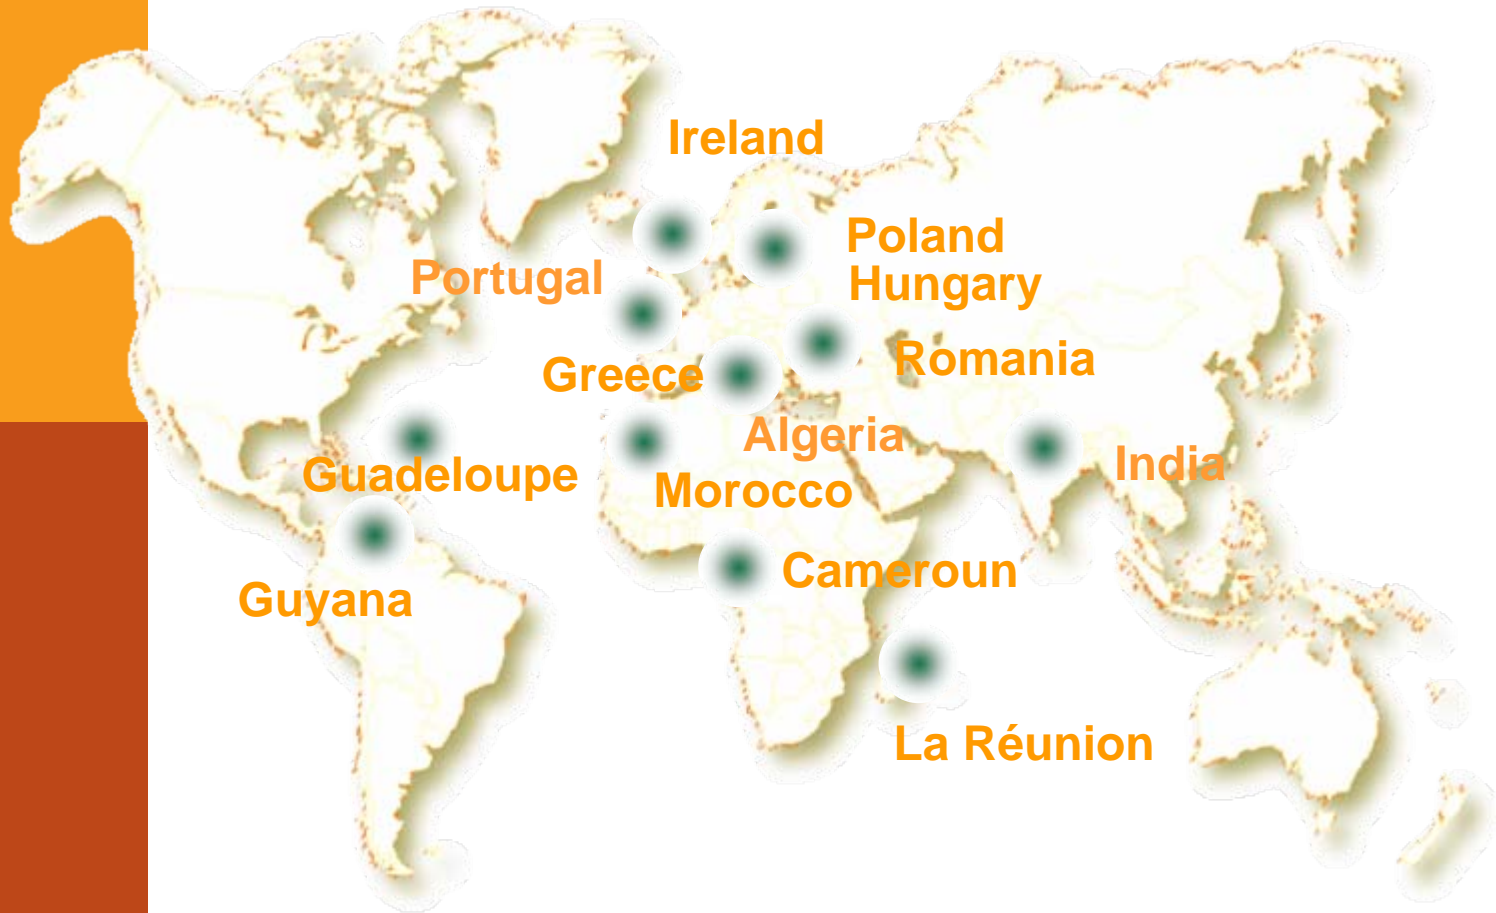 Ireland
Poland
Hungary
Portugal
Romania
Greece
Algeria
India
Guadeloupe
Morocco
Cameroun
Guyana
La Réunion